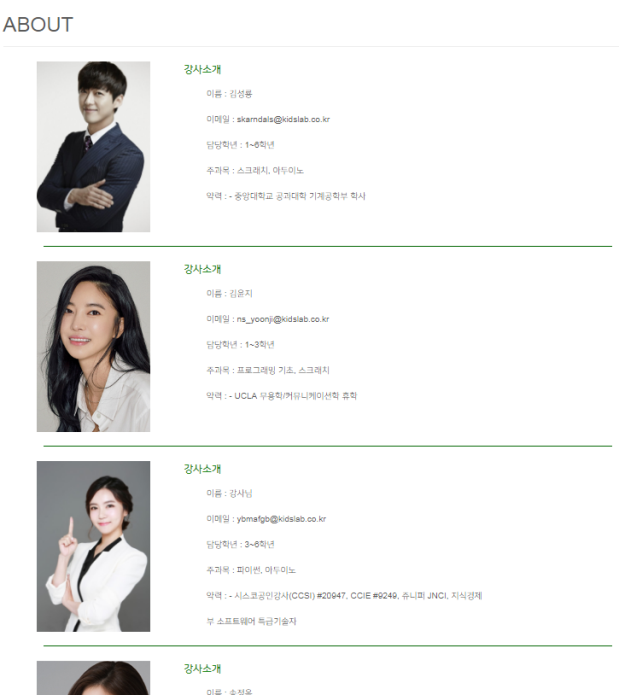 ABOUT
강사소개
이름 : 김성룡
이메일 : skarndals@kidslab.co.kr
담당학년 : 1~6학년
주과목 : 스크래치, 아두이노
약력 : - 중앙대학교 공과대학 기계공학부 학사
강사소개
이름 : 김윤지
이메일 : ns_yoonji@kidslab.co.kr
담당학년 : 1~3학년
주과목 : 프로그래밍 기초, 스크래치
약력 : - UCLA 무용학/커뮤니케이션학 휴학
강사소개
이름 : 강사님
이메일 : ybmafgb@kidslab.co.kr
담당학년 : 3~6학년
주과목 : 파이썬, 아두이노
약력 : - 시스코공인강사(CCSI) #20947, CCIE #9249, 쥬니퍼 JNCI, 지식경제
부 소프트웨어 특급기술자
강사소개
이름 : 송정윤